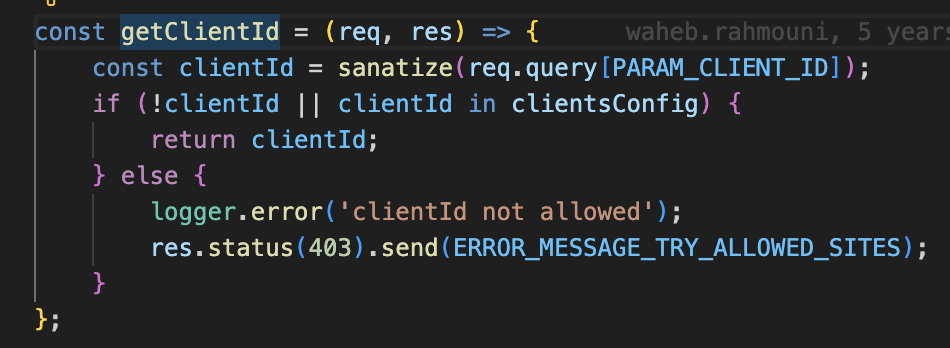 const getClientId = (req, res) => {    waheb.rahmouni, 5 years
    const clientId = sanatize(req.query[PARAM_CLIENT_ID]);
    if (!clientId || clientId in clientsConfig) {
        return clientId;
    } else {
        logger.error('clientId not allowed');
        res.status(403).send(ERROR_MESSAGE_TRY_ALLOWED_SITES);
    }
};